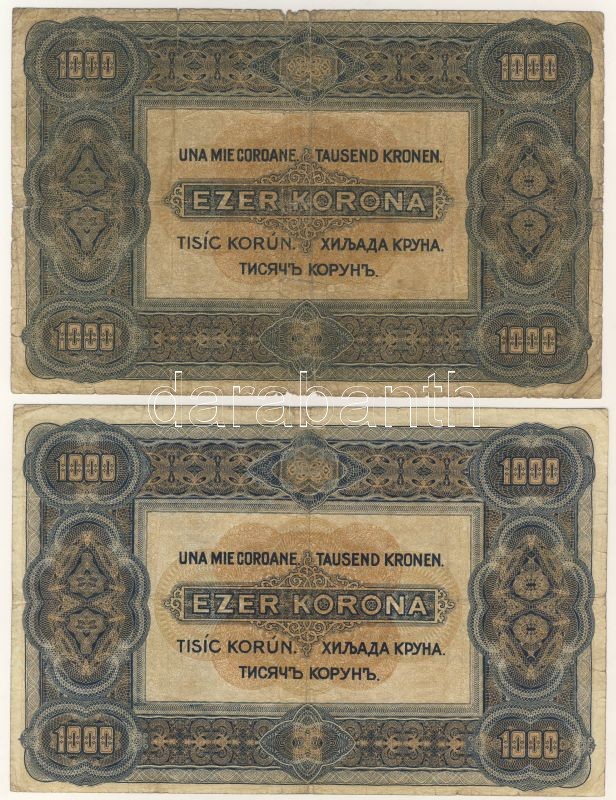 1000 1000
UNA MIE COROANE. TAUSEND KRONEN.
EZER KORONA
TISÍC KORÚN. ХИЉАДА КРУНА.
ТИСЯЧЪ КОРУНЪ.
1000 1000
darabanth
1000 1000
UNA MIE COROANE. TAUSEND KRONEN.
EZER KORONA
TISÍC KORÚN. ХИЉАДА КРУНА.
ТИСЯЧЪ КОРУНЪ.
1000 1000